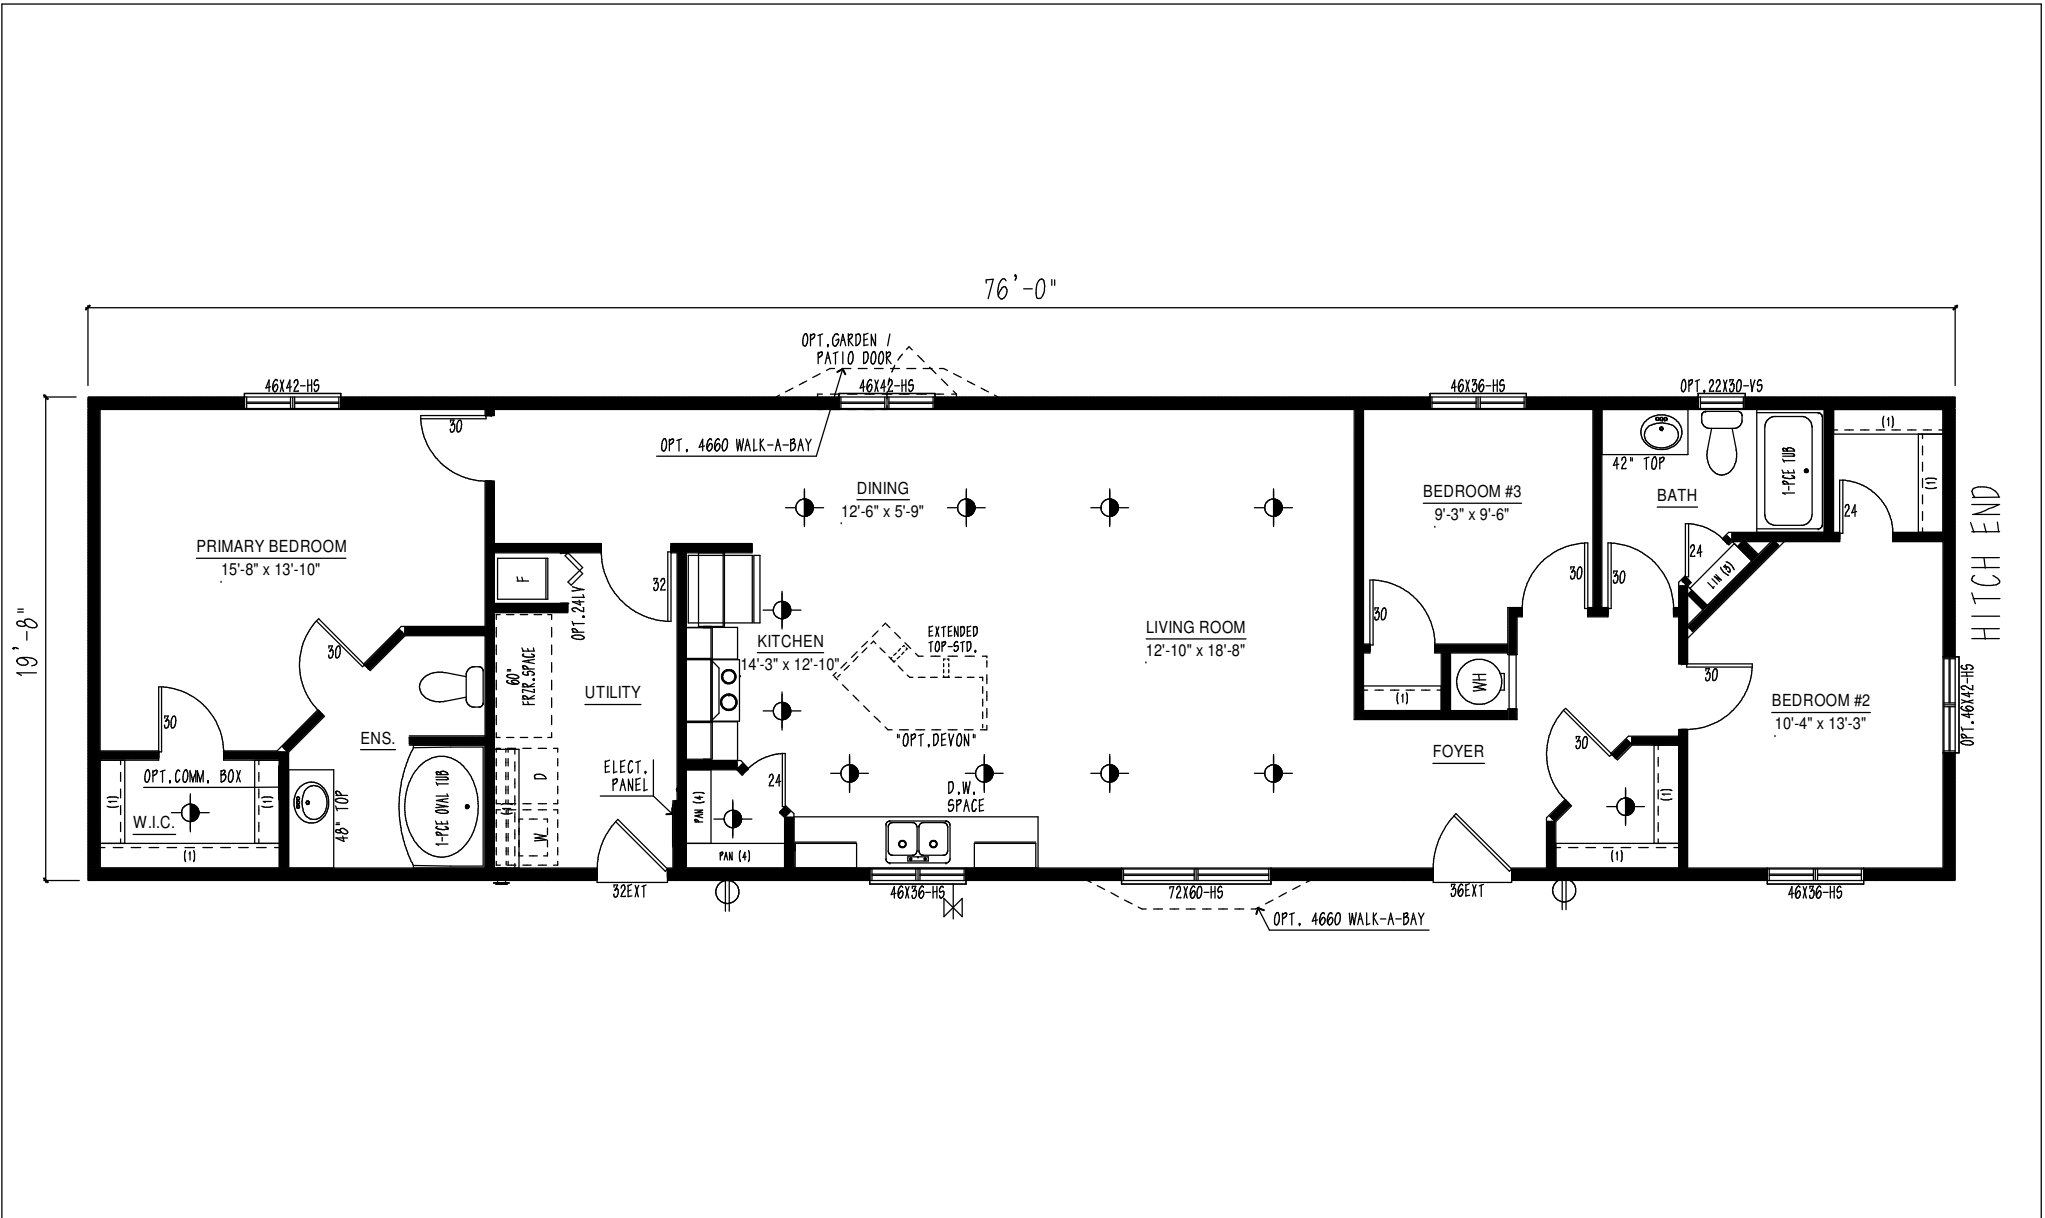 76'-0"
OPT.GARDEN /
PATIO DOOR
46X42-HS
46X42-HS
46X36-HS
OPT.22X30-VS
30
OPT. 4660 WALK-A-BAY
DINING
12'-6" x 5'-9"
BEDROOM #3
9'-3" x 9'-6"
42" TOP
BATH
1-PCE TUB
(1)
(1)
24
HITCH END
PRIMARY BEDROOM
15'-8" x 13'-10"
F
OPT.24LV
32
30
30
24
LIN (3)
19'-8"
30
60"
FRZR.SPACE
UTILITY
KITCHEN
14'-3" x 12'-10"
EXTENDED
TOP-STD.
LIVING ROOM
12'-10" x 18'-8"
30
(1)
WH
30
BEDROOM #2
10'-4" x 13'-3"
OPT.46X42-HS
30
ENS.
"OPT.DEVON"
FOYER
30
OPT.COMM. BOX
(1)
(1)
W.I.C.
(1)
48" TOP
1-PCE OVAL TUB
D
W
ELECT.
PANEL
PAN (4)
24
PAN (4)
D.W.
SPACE
(1)
(1)
32EXT
46X36-HS
72X60-HS
36EXT
46X36-HS
OPT. 4660 WALK-A-BAY